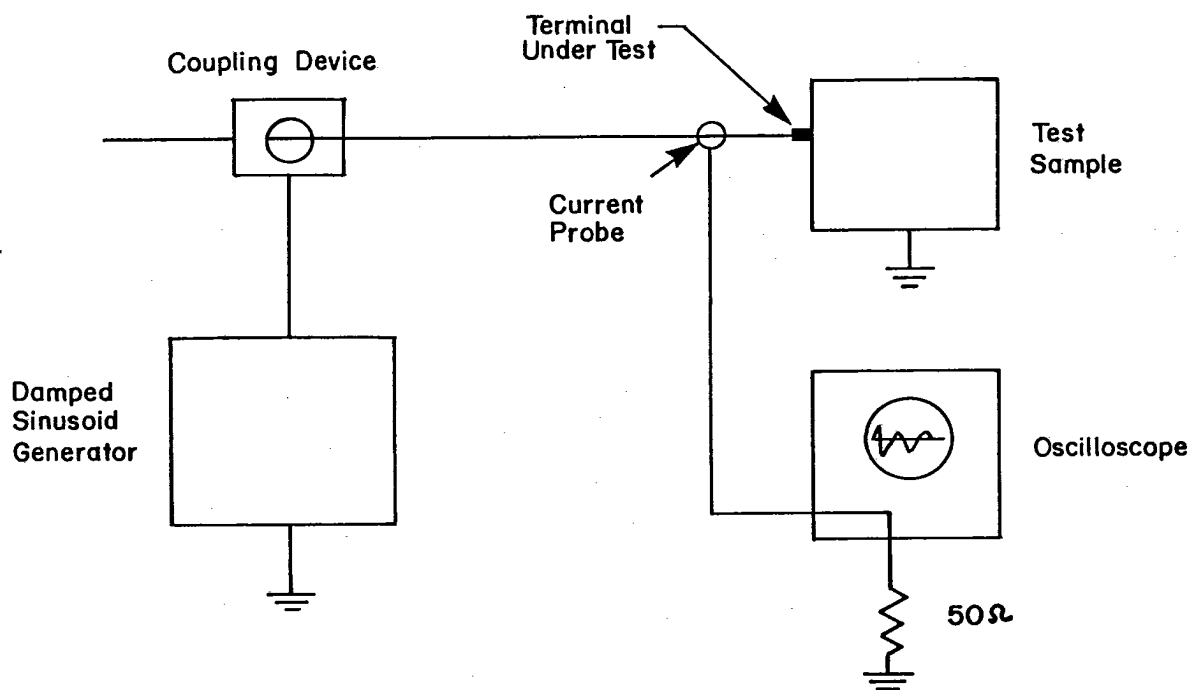 Terminal
Under Test
Coupling Device
Test
Sample
Current
Probe
Damped
Sinusoid
Generator
Oscilloscope
50Ω